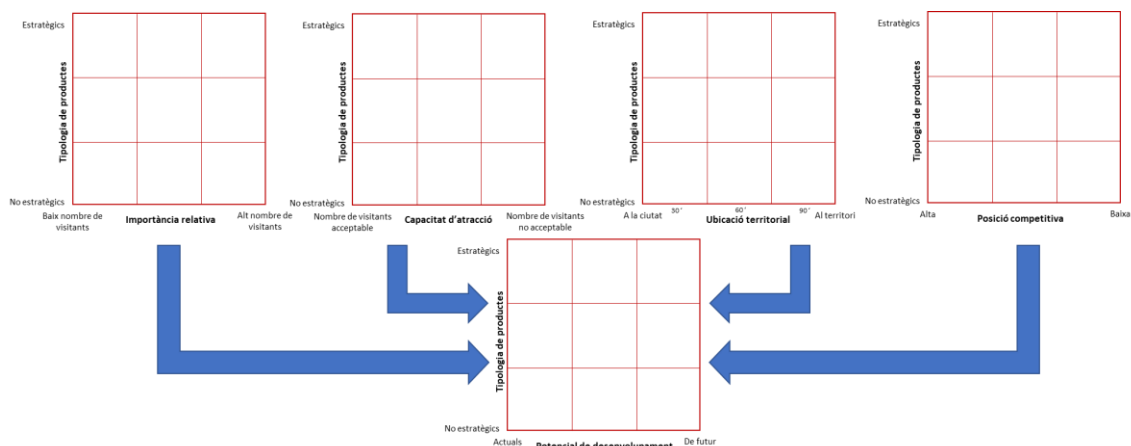 Estratègics
Tipologia de productes
No estratègics
Baix nombre de
visitants
Importància relativa
Alt nombre de
visitants
Estratègics
Tipologia de productes
No estratègics
Nombre de visitants
acceptable
Capacitat d'atracció
Nombre de visitants
no acceptable
Estratègics
Tipologia de productes
No estratègics
A la ciutat
30´
60´
90´
Al territori
Ubicació territorial
Estratègics
Tipologia de productes
No estratègics
Alta
Posició competitiva
Baixa
Estratègics
Tipologia de productes
No estratègics
Actuals
Potencial de desenvolupament
De futur